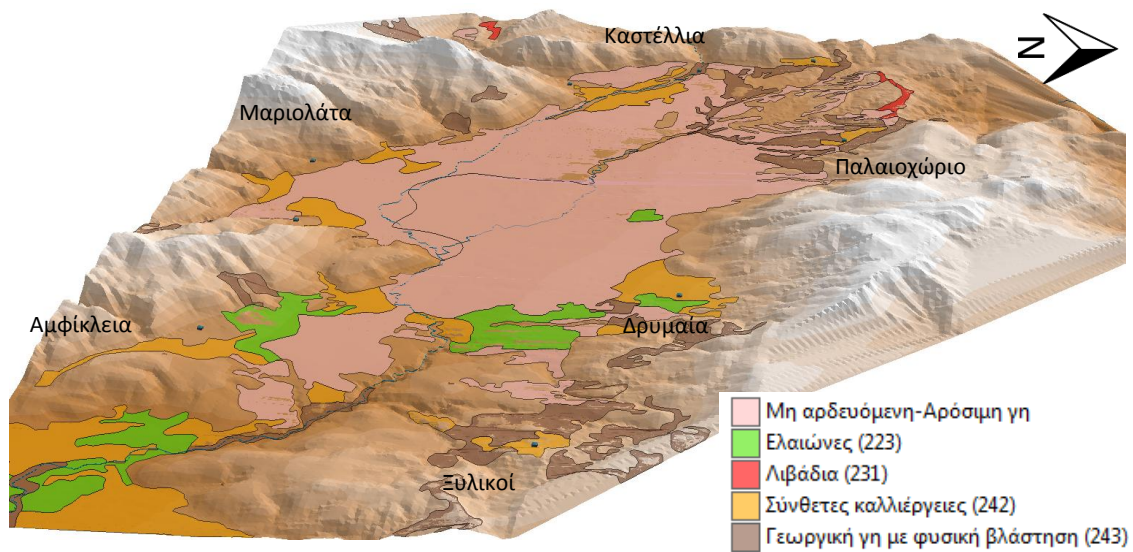 Καστέλλια
N
Μαριολάτα
Παλαιοχώριο
Αμφίκλεια
Δρυμαία
Ξυλικοί
Μη αρδευόμενη-Αρόσιμη γη
Ελαιώνες (223)
Λιβάδια (231)
Σύνθετες καλλιέργειες (242)
Γεωργική γη με φυσική βλάστηση (243)